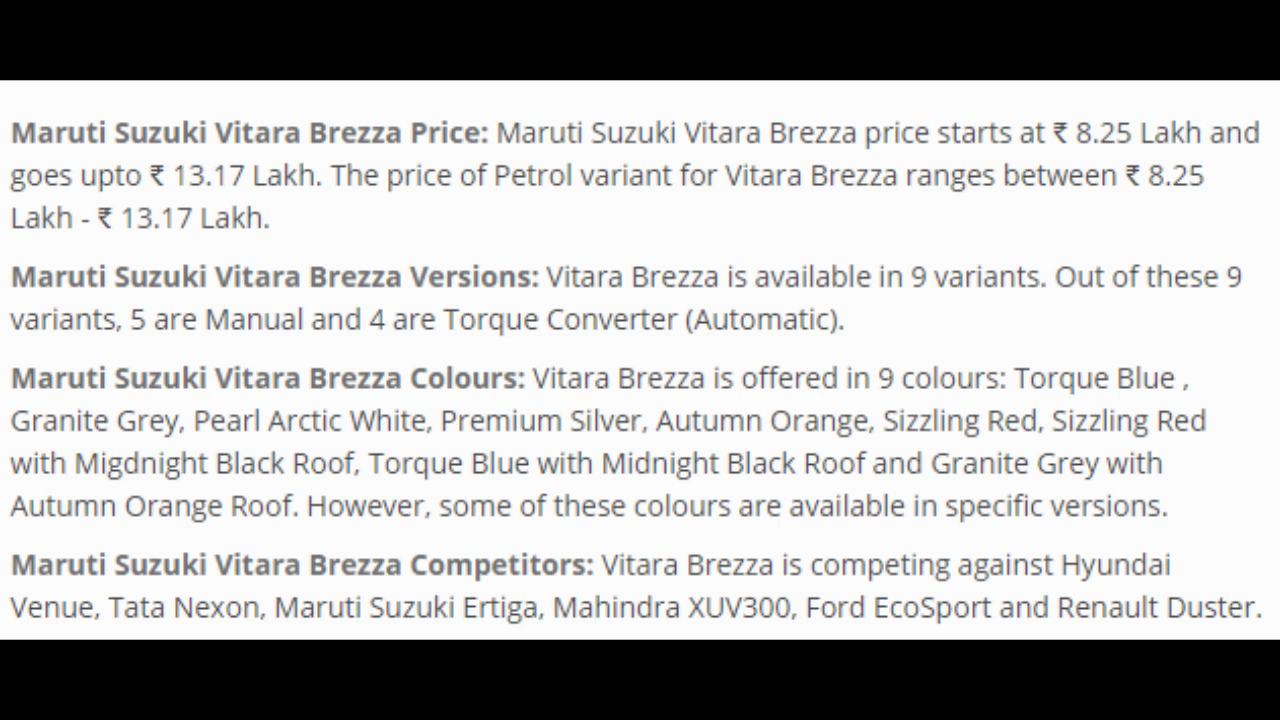 Maruti Suzuki Vitara Brezza Price: Maruti Suzuki Vitara Brezza price starts at ₹ 8.25 Lakh and
goes upto ₹ 13.17 Lakh. The price of Petrol variant for Vitara Brezza ranges between ₹ 8.25
Lakh - ₹ 13.17 Lakh.
Maruti Suzuki Vitara Brezza Versions: Vitara Brezza is available in 9 variants. Out of these 9
variants, 5 are Manual and 4 are Torque Converter (Automatic).
Maruti Suzuki Vitara Brezza Colours: Vitara Brezza is offered in 9 colours: Torque Blue ,
Granite Grey, Pearl Arctic White, Premium Silver, Autumn Orange, Sizzling Red, Sizzling Red
with Migdnight Black Roof, Torque Blue with Midnight Black Roof and Granite Grey with
Autumn Orange Roof. However, some of these colours are available in specific versions.
Maruti Suzuki Vitara Brezza Competitors: Vitara Brezza is competing against Hyundai
Venue, Tata Nexon, Maruti Suzuki Ertiga, Mahindra XUV300, Ford EcoSport and Renault Duster.